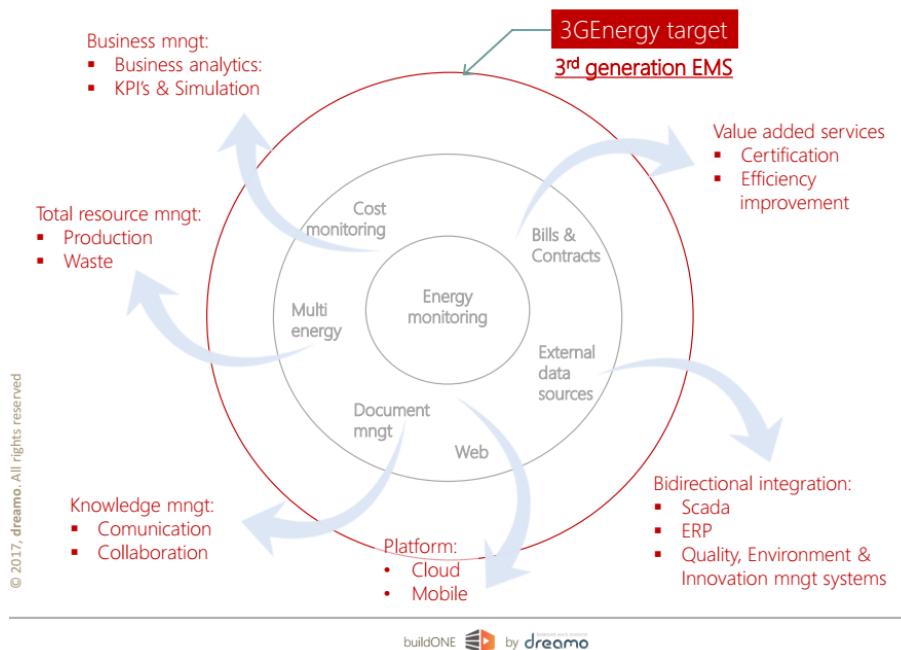 3GEnergy target
3rd generation EMS
Business mngt:
▪ Business analytics:
▪ KPI's & Simulation
Value added services
▪ Certification
▪ Efficiency
improvement
Total resource mngt:
▪ Production
▪ Waste
Cost
monitoring
Bills &
Contracts
Multi
energy
Energy
monitoring
External
data
sources
Document
mngt
Web
Knowledge mngt:
▪ Comunication
▪ Collaboration
Platform:
• Cloud
• Mobile
Bidirectional integration:
▪ Scada
▪ ERP
▪ Quality, Environment &
Innovation mngt systems
© 2017, dreamo. All rights reserved
buildONE by dreamo